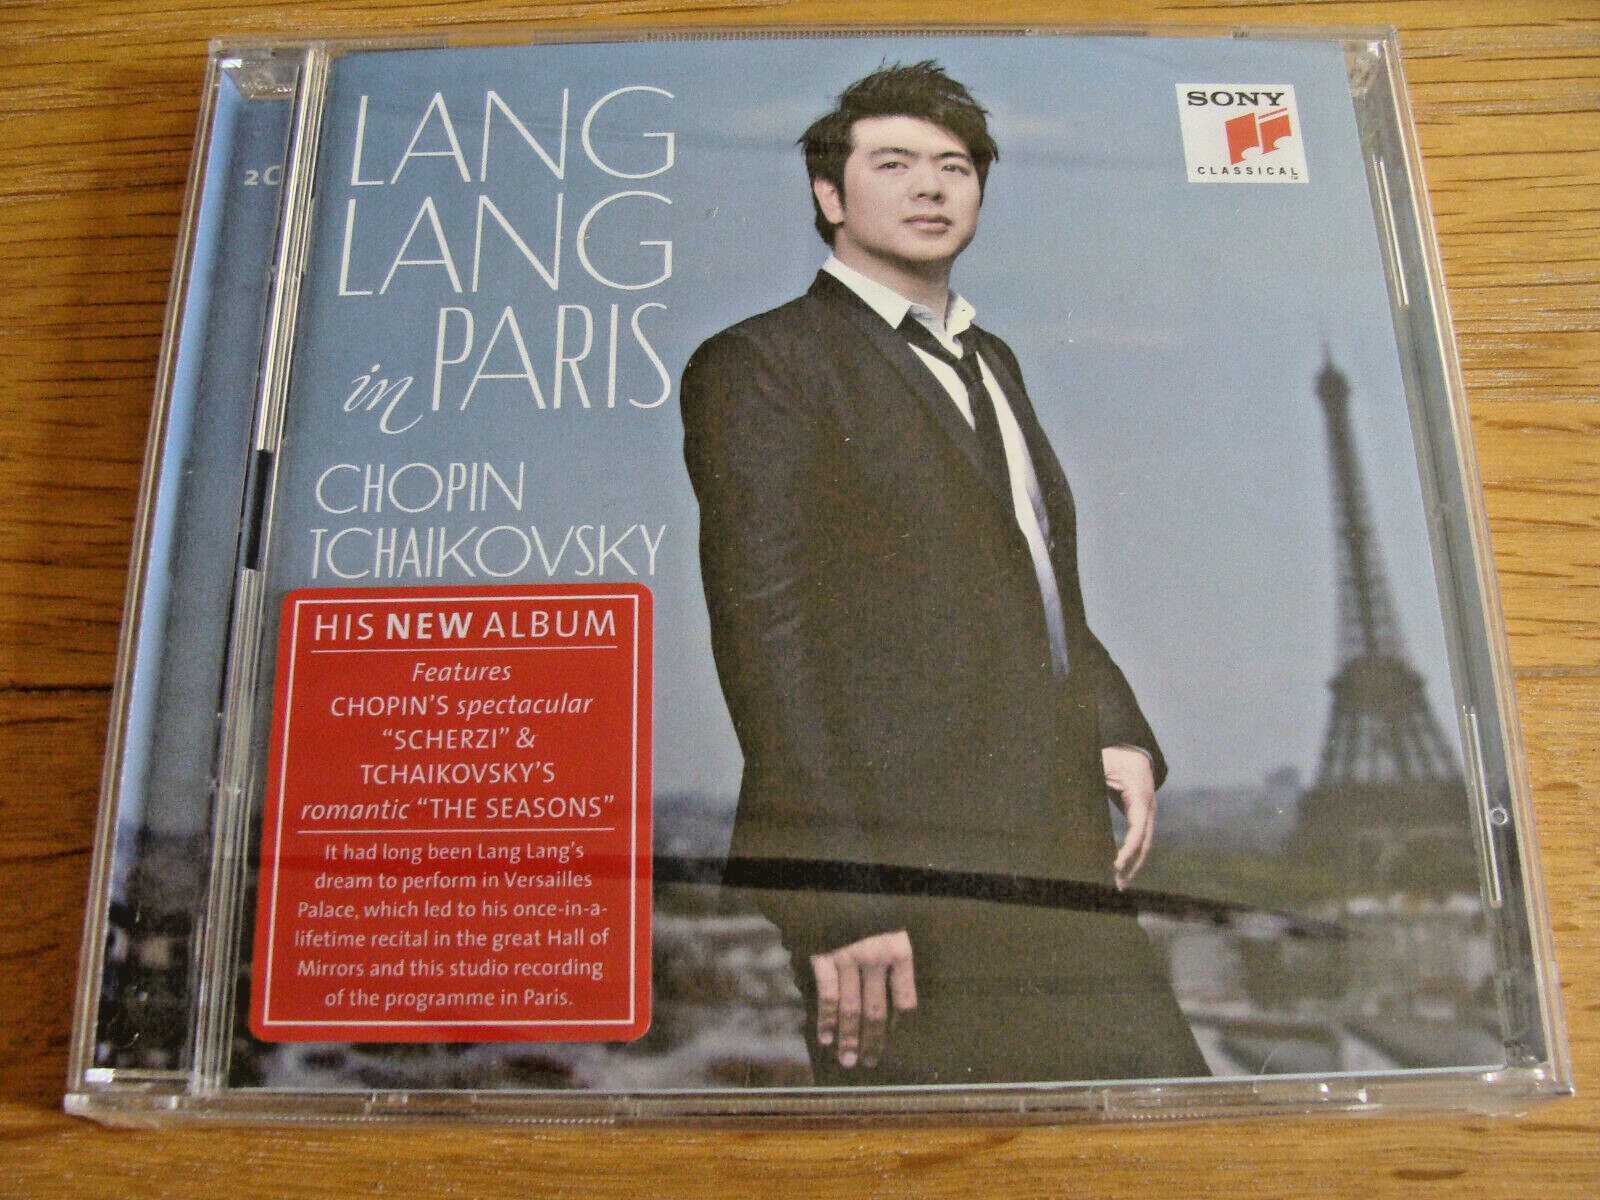 2C
LANG
LANG
in PARIS
CHOPIN
TCHAIKOVSKY
SONY
CLASSICAL™
HIS NEW ALBUM
Features
CHOPIN'S spectacular
“SCHERZI” &
TCHAIKOVSKY'S
romantic “THE SEASONS”
It had long been Lang Lang's
dream to perform in Versailles
Palace, which led to his once-in-a-
lifetime recital in the great Hall of
Mirrors and this studio recording
of the programme in Paris.